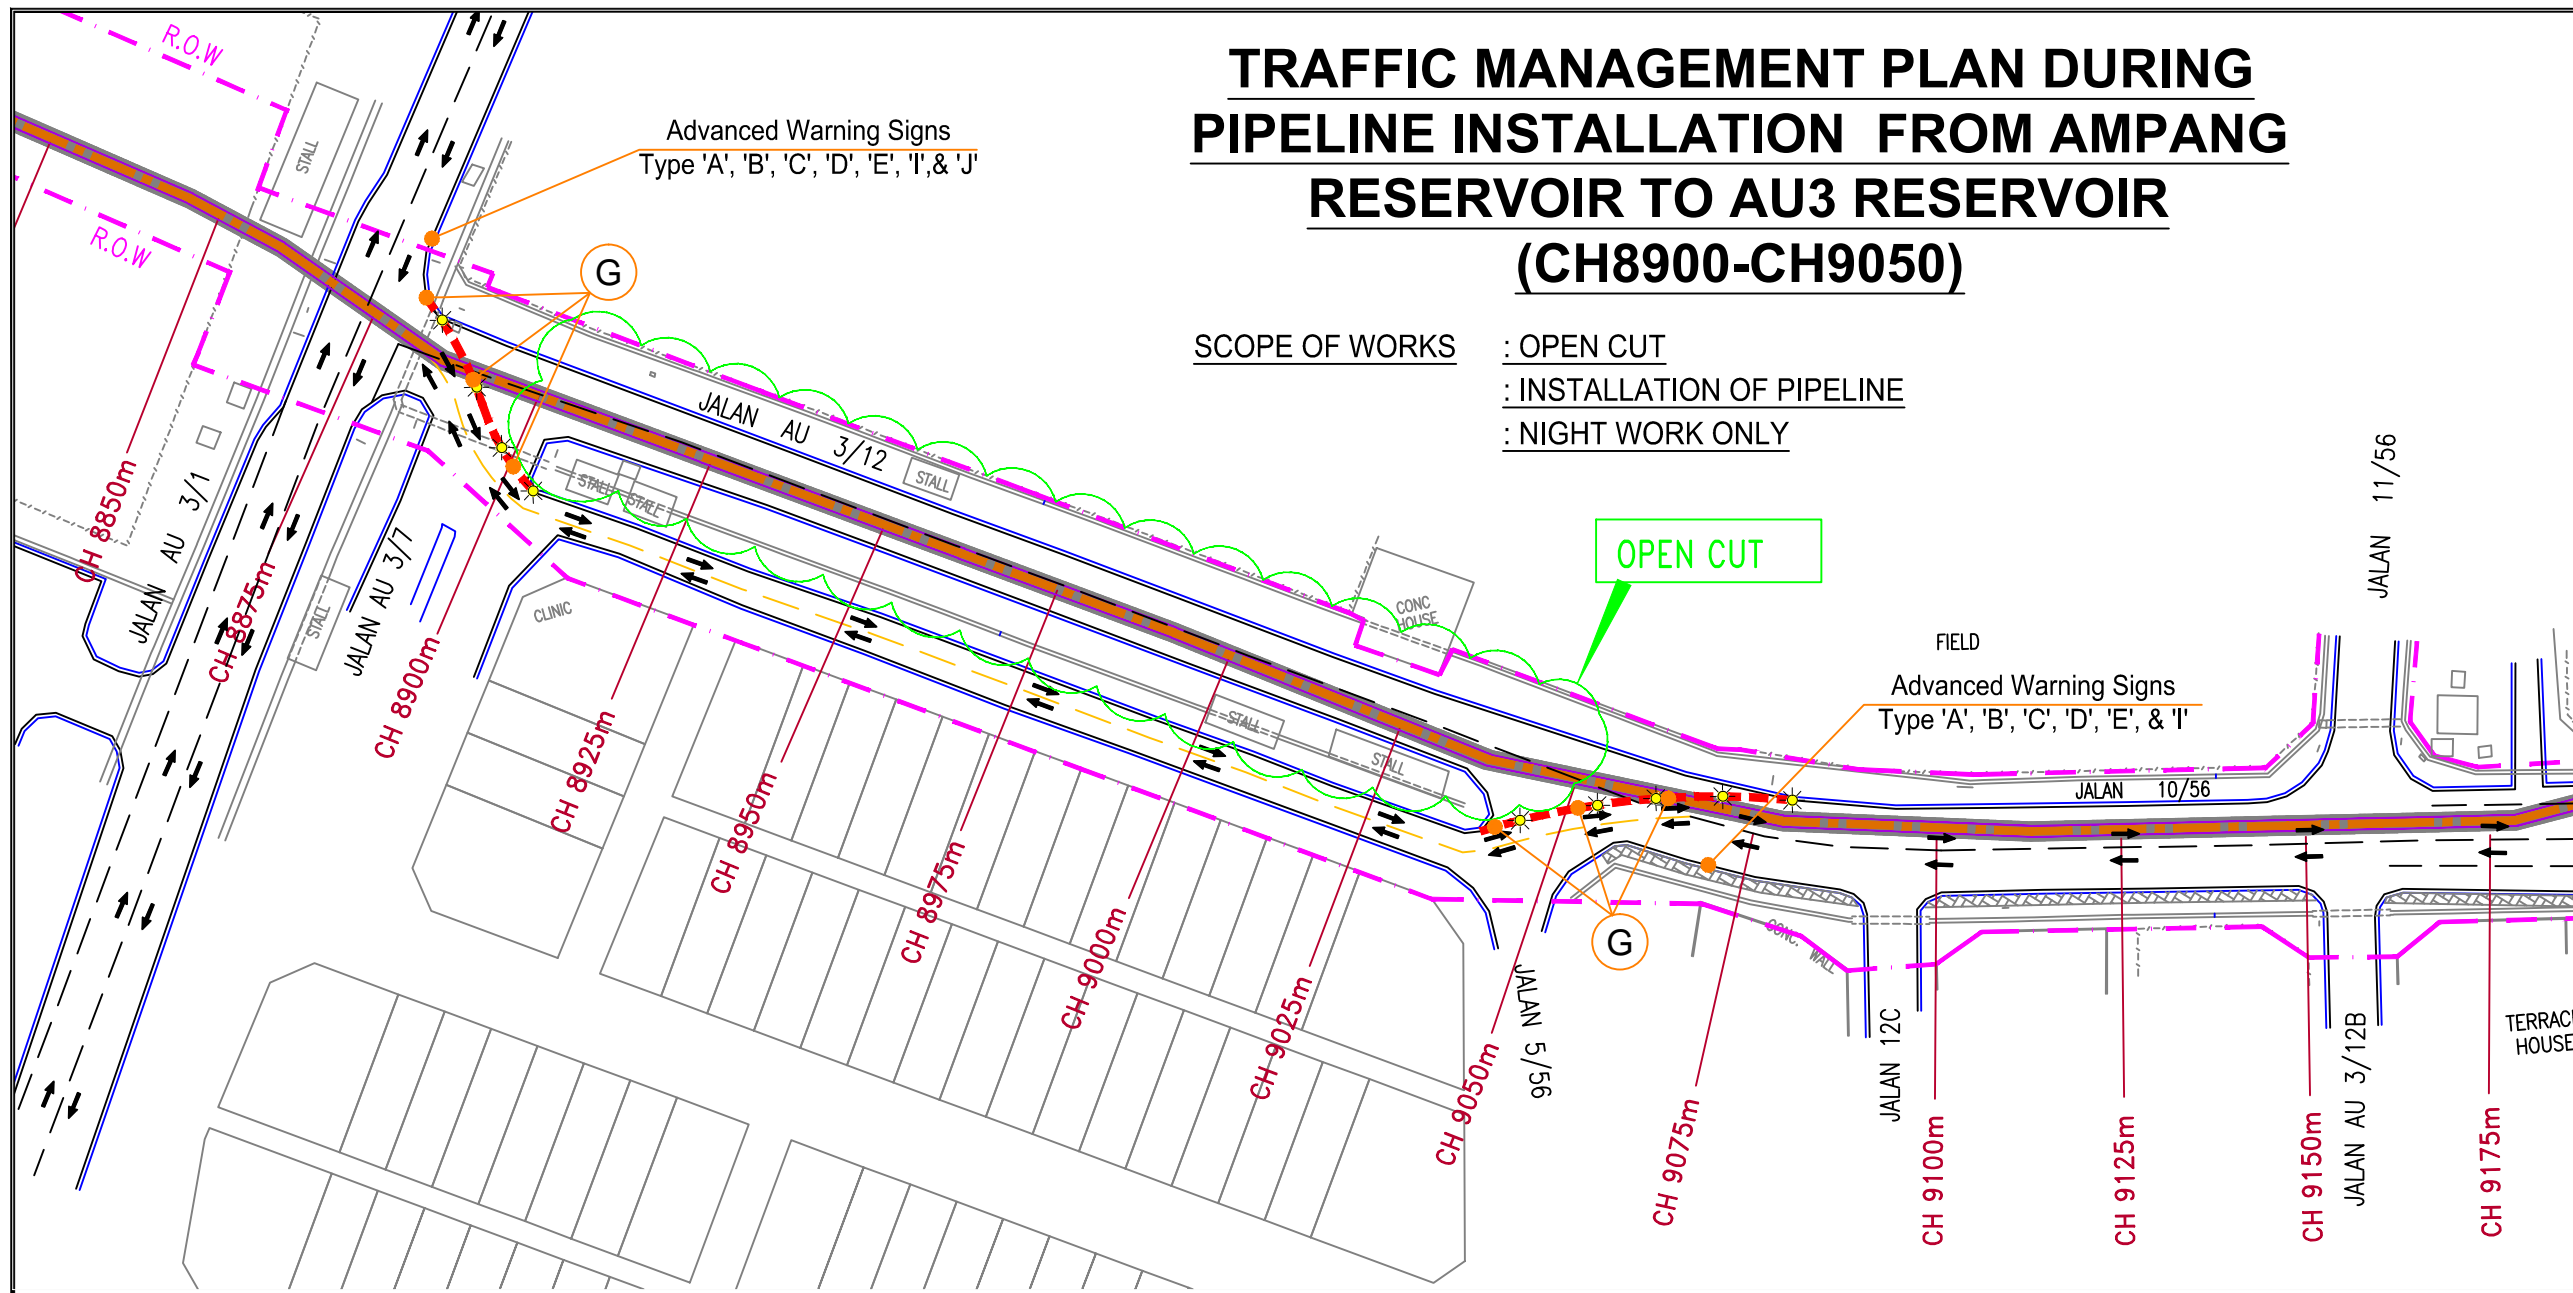 TRAFFIC MANAGEMENT PLAN DURING
PIPELINE INSTALLATION FROM AMPANG
RESERVOIR TO AU3 RESERVOIR
(CH8900-CH9050)
SCOPE OF WORKS : OPEN CUT
: INSTALLATION OF PIPELINE
: NIGHT WORK ONLY
R.O.W
R.O.W
STALL
Advanced Warning Signs
Type 'A', 'B', 'C', 'D', 'E', 'I',& 'J'
G
JALAN AU 3/12
STALL
STALL
STALL
JALAN AU 3/1
JALAN AU 3/7
STALL
CLINIC
CONC
HOUSE
OPEN CUT
STALL
STALL
FIELD
Advanced Warning Signs
Type 'A', 'B', 'C', 'D', 'E', & 'I'
JALAN 11/56
JALAN 10/56
G
CONC. WALL
JALAN 5/56
JALAN 12C
JALAN AU 3/12B
TERRAC
HOUSE
CH 8850m
CH 8875m
CH 8900m
CH 8925m
CH 8950m
CH 8975m
CH 9000m
CH 9025m
CH 9050m
CH 9075m
CH 9100m
CH 9125m
CH 9150m
CH 9175m